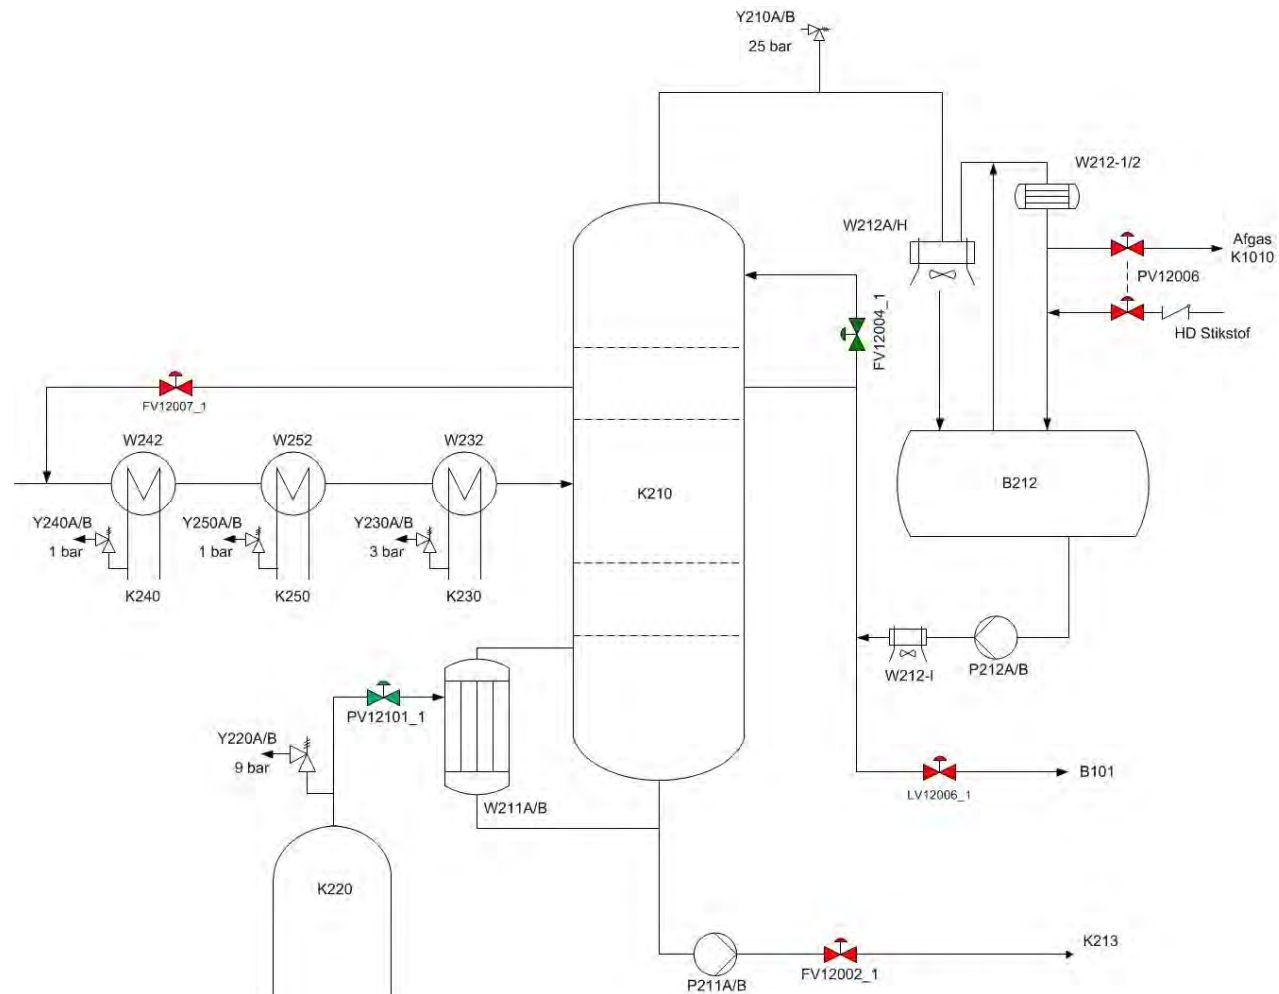 Y210A/B
25 bar
W212-1/2
W212A/H
Afgas
K1010
PV12006
HD Stikstof
FV12004_1
FV12007_1
W242
W252
W232
K210
B212
Y240A/B
1 bar
Y250A/B
1 bar
Y230A/B
3 bar
K240
K250
K230
W212-I
P212A/B
PV12101_1
Y220A/B
9 bar
B101
LV12006_1
W211A/B
K220
K213
FV12002_1
P211A/B